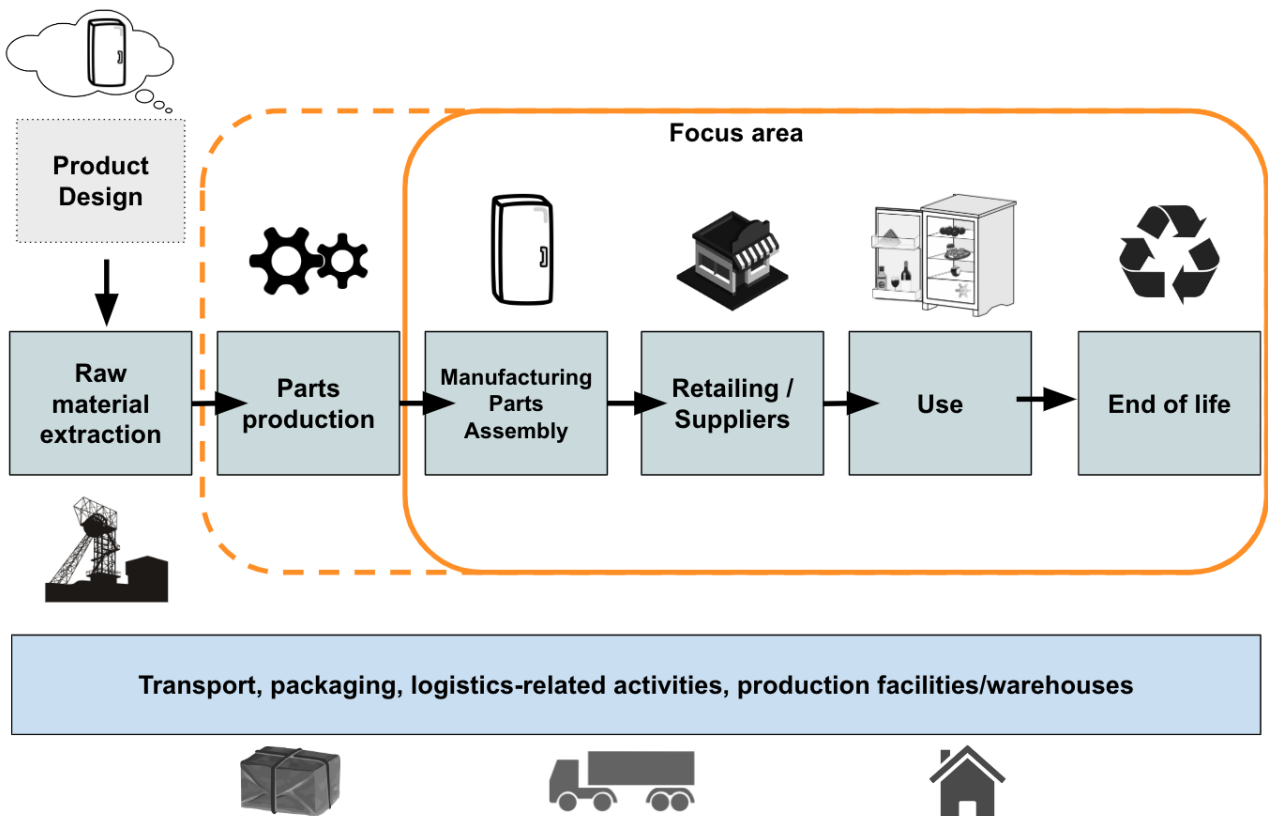 Focus area
Product
Design
Raw
material
extraction
Parts
production
Manufacturing
Parts
Assembly
Retailing /
Suppliers
Use
End of life
Transport, packaging, logistics-related activities, production facilities/warehouses